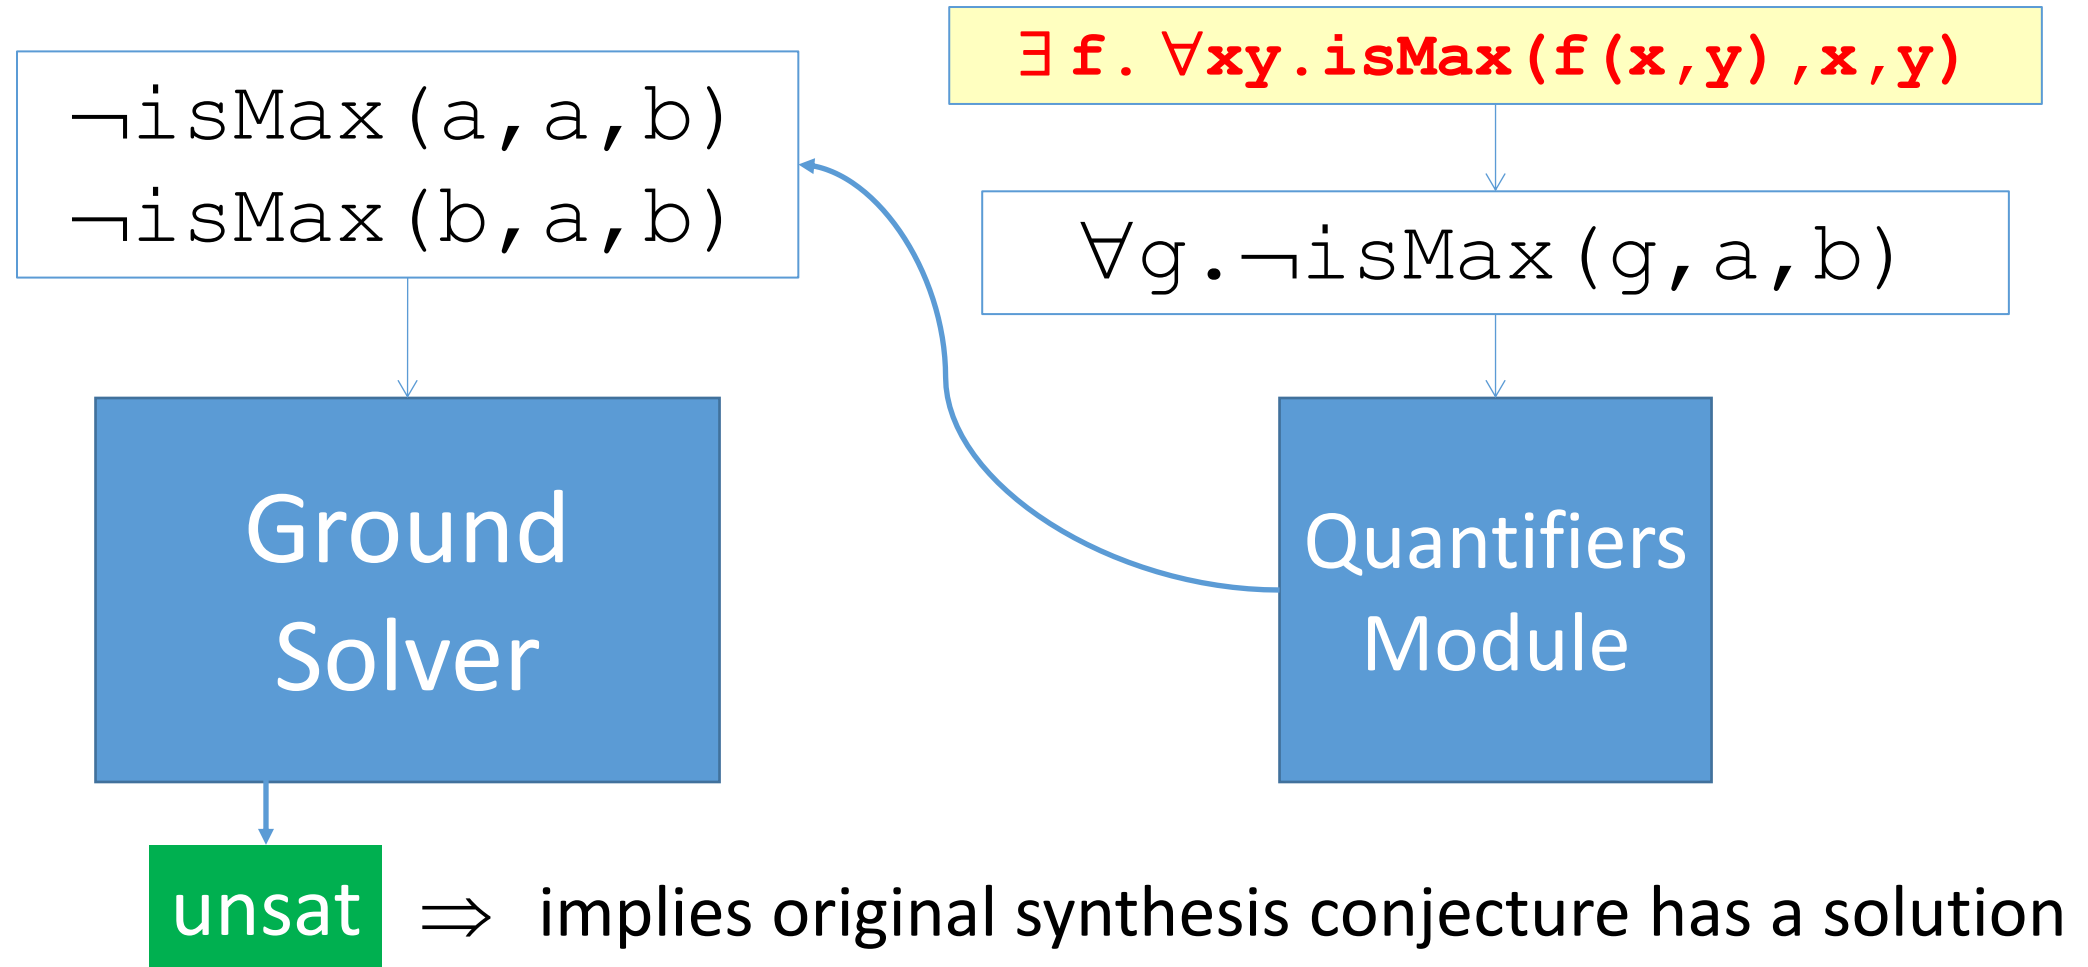 ∃f. ∀xy.isMax(f(x,y),x,y)
¬isMax(a,a,b)
¬isMax(b,a,b)
∀g.¬isMax(g,a,b)
Ground
Solver
Quantifiers
Module
unsat ⇒ implies original synthesis conjecture has a solution